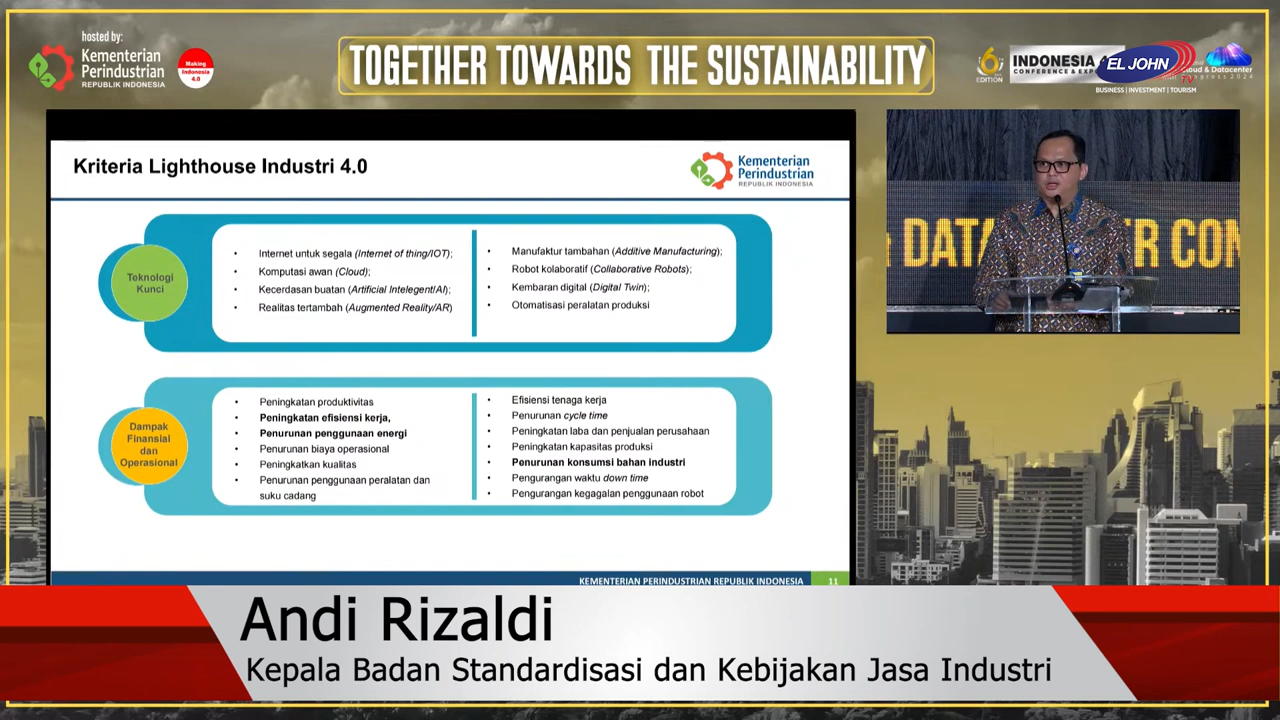 hosted by:
Kementerian
Perindustrian
REPUBLIK INDONESIA
Making
Indonesia
4.0
TOGETHER TOWARDS THE SUSTAINABILITY
6
EDITION
INDONESIA
CONFERENCE & EXPO
EL JOHN
TV
BUSINESS | INVESTMENT | TOURISM
Cloud & Datacenter
Congress 2024
Kriteria Lighthouse Industri 4.0
Kementerian
Perindustrian
REPUBLIK INDONESIA
Teknologi
Kunci
• Internet untuk segala (Internet of thing/IOT);
• Komputasi awan (Cloud);
• Kecerdasan buatan (Artificial Intelegent/AI);
• Realitas tertambah (Augmented Reality/AR)
• Manufaktur tambahan (Additive Manufacturing);
• Robot kolaboratif (Collaborative Robots);
• Kembaran digital (Digital Twin);
• Otomatisasi peralatan produksi
Dampak
Finansial
dan
Operasional
• Peningkatan produktivitas
• Peningkatan efisiensi kerja,
• Penurunan penggunaan energi
• Penurunan biaya operasional
• Peningkatkan kualitas
• Penurunan penggunaan peralatan dan
suku cadang
• Efisiensi tenaga kerja
• Penurunan cycle time
• Peningkatan laba dan penjualan perusahaan
• Peningkatan kapasitas produksi
• Penurunan konsumsi bahan industri
• Pengurangan waktu down time
• Pengurangan kegagalan penggunaan robot
KEMENTERIAN PERINDUSTRIAN REPUBLIK INDONESIA 11
DATA ER CON
Andi Rizaldi
Kepala Badan Standardisasi dan Kebijakan Jasa Industri